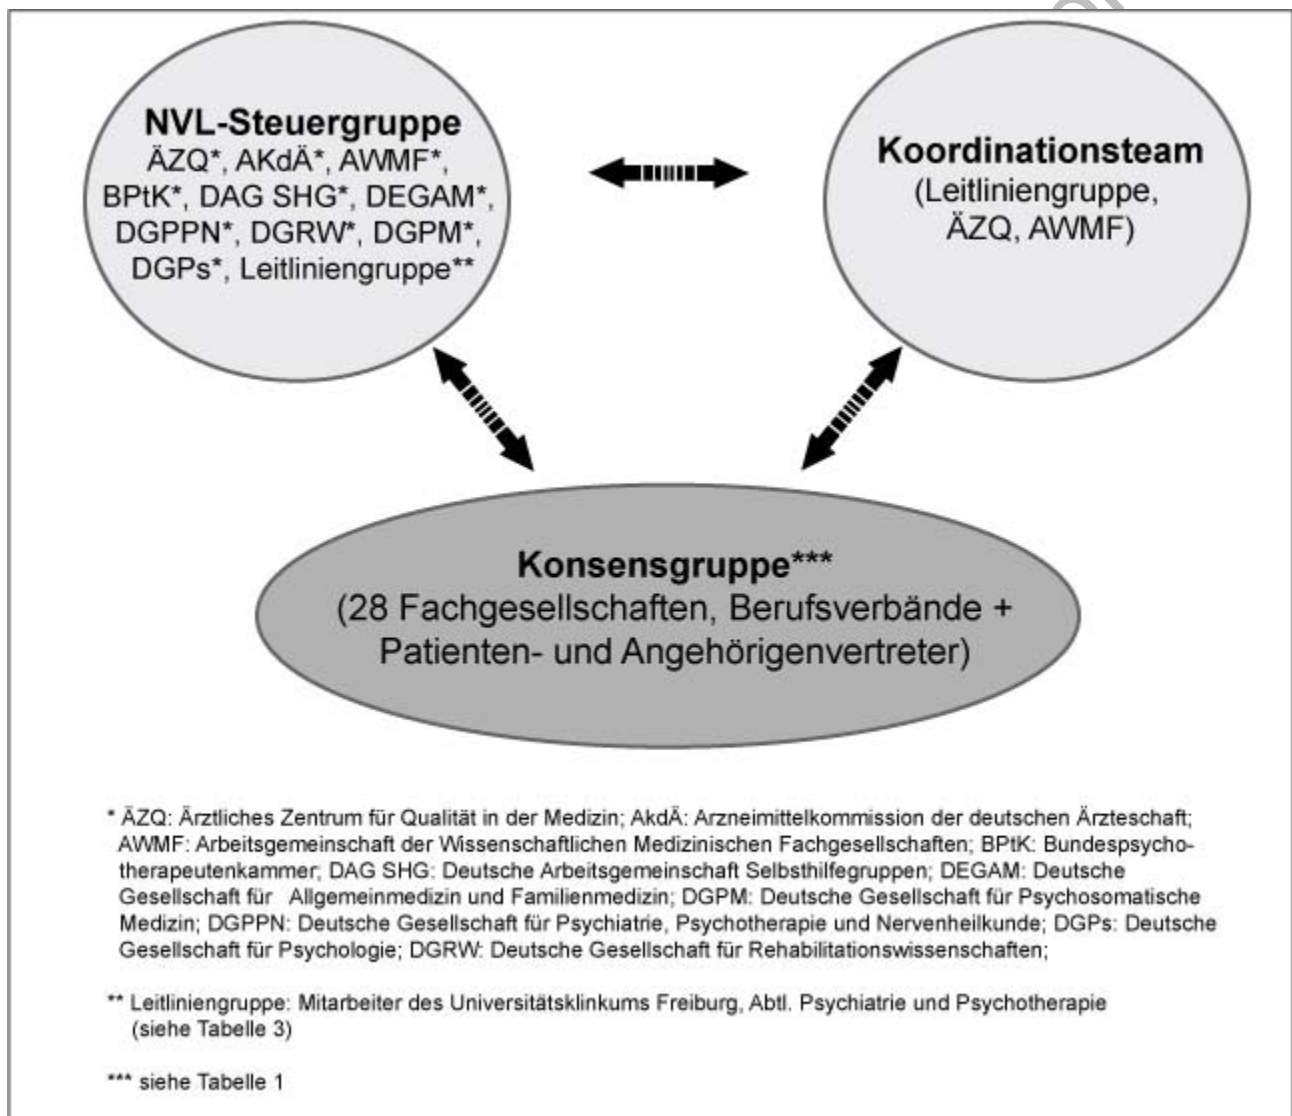 NVL-Steuergruppe
ÄZQ*, AKdÄ*, AWMF*,
BPtK*, DAG SHG*, DEGAM*,
DGPPN*, DGRW*, DGPM*,
DGPs*, Leitliniengruppe**
Koordinationsteam
(Leitliniengruppe,
ÄZQ, AWMF)
Konsensgruppe***
(28 Fachgesellschaften, Berufsverbände +
Patienten- und Angehörigenvertreter)
* ÄZQ: Ärztliches Zentrum für Qualität in der Medizin; AkdÄ: Arzneimittelkommission der deutschen Ärzteschaft;
AWMF: Arbeitsgemeinschaft der Wissenschaftlichen Medizinischen Fachgesellschaften; BPtK: Bundespsycho-
therapeutenkammer; DAG SHG: Deutsche Arbeitsgemeinschaft Selbsthilfegruppen; DEGAM: Deutsche
Gesellschaft für Allgemeinmedizin und Familienmedizin; DGPM: Deutsche Gesellschaft für Psychosomatische
Medizin; DGPPN: Deutsche Gesellschaft für Psychiatrie, Psychotherapie und Nervenheilkunde; DGPs: Deutsche
Gesellschaft für Psychologie; DGRW: Deutsche Gesellschaft für Rehabilitationswissenschaften;
** Leitliniengruppe: Mitarbeiter des Universitätsklinkums Freiburg, Abtl. Psychiatrie und Psychotherapie
(siehe Tabelle 3)
*** siehe Tabelle 1